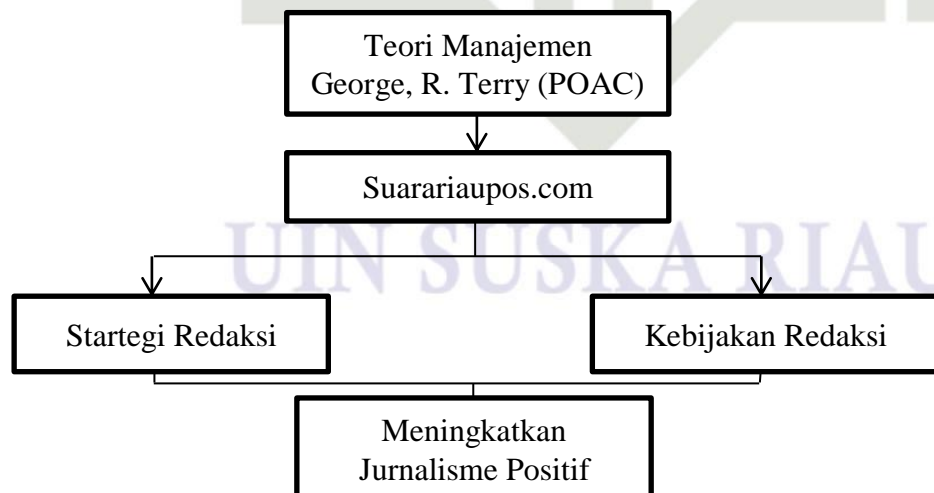 Teori Manajemen
George, R. Terry (POAC)
Suarariaupos.com
UIN SUSKA RIAU
Startegi Redaksi
Kebijakan Redaksi
Meningkatkan
Jurnalisme Positif